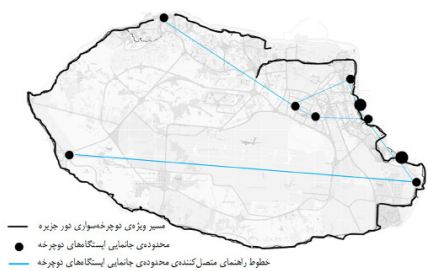 مسیر ویژه‌ی دوچرخه‌سواری دور جزیره
محدوده‌ی جانمایی ایستگاه‌های دوچرخه
خطوط راهنمای متصل‌کننده‌ی محدوده‌ی جانمایی ایستگاه‌های دوچرخه